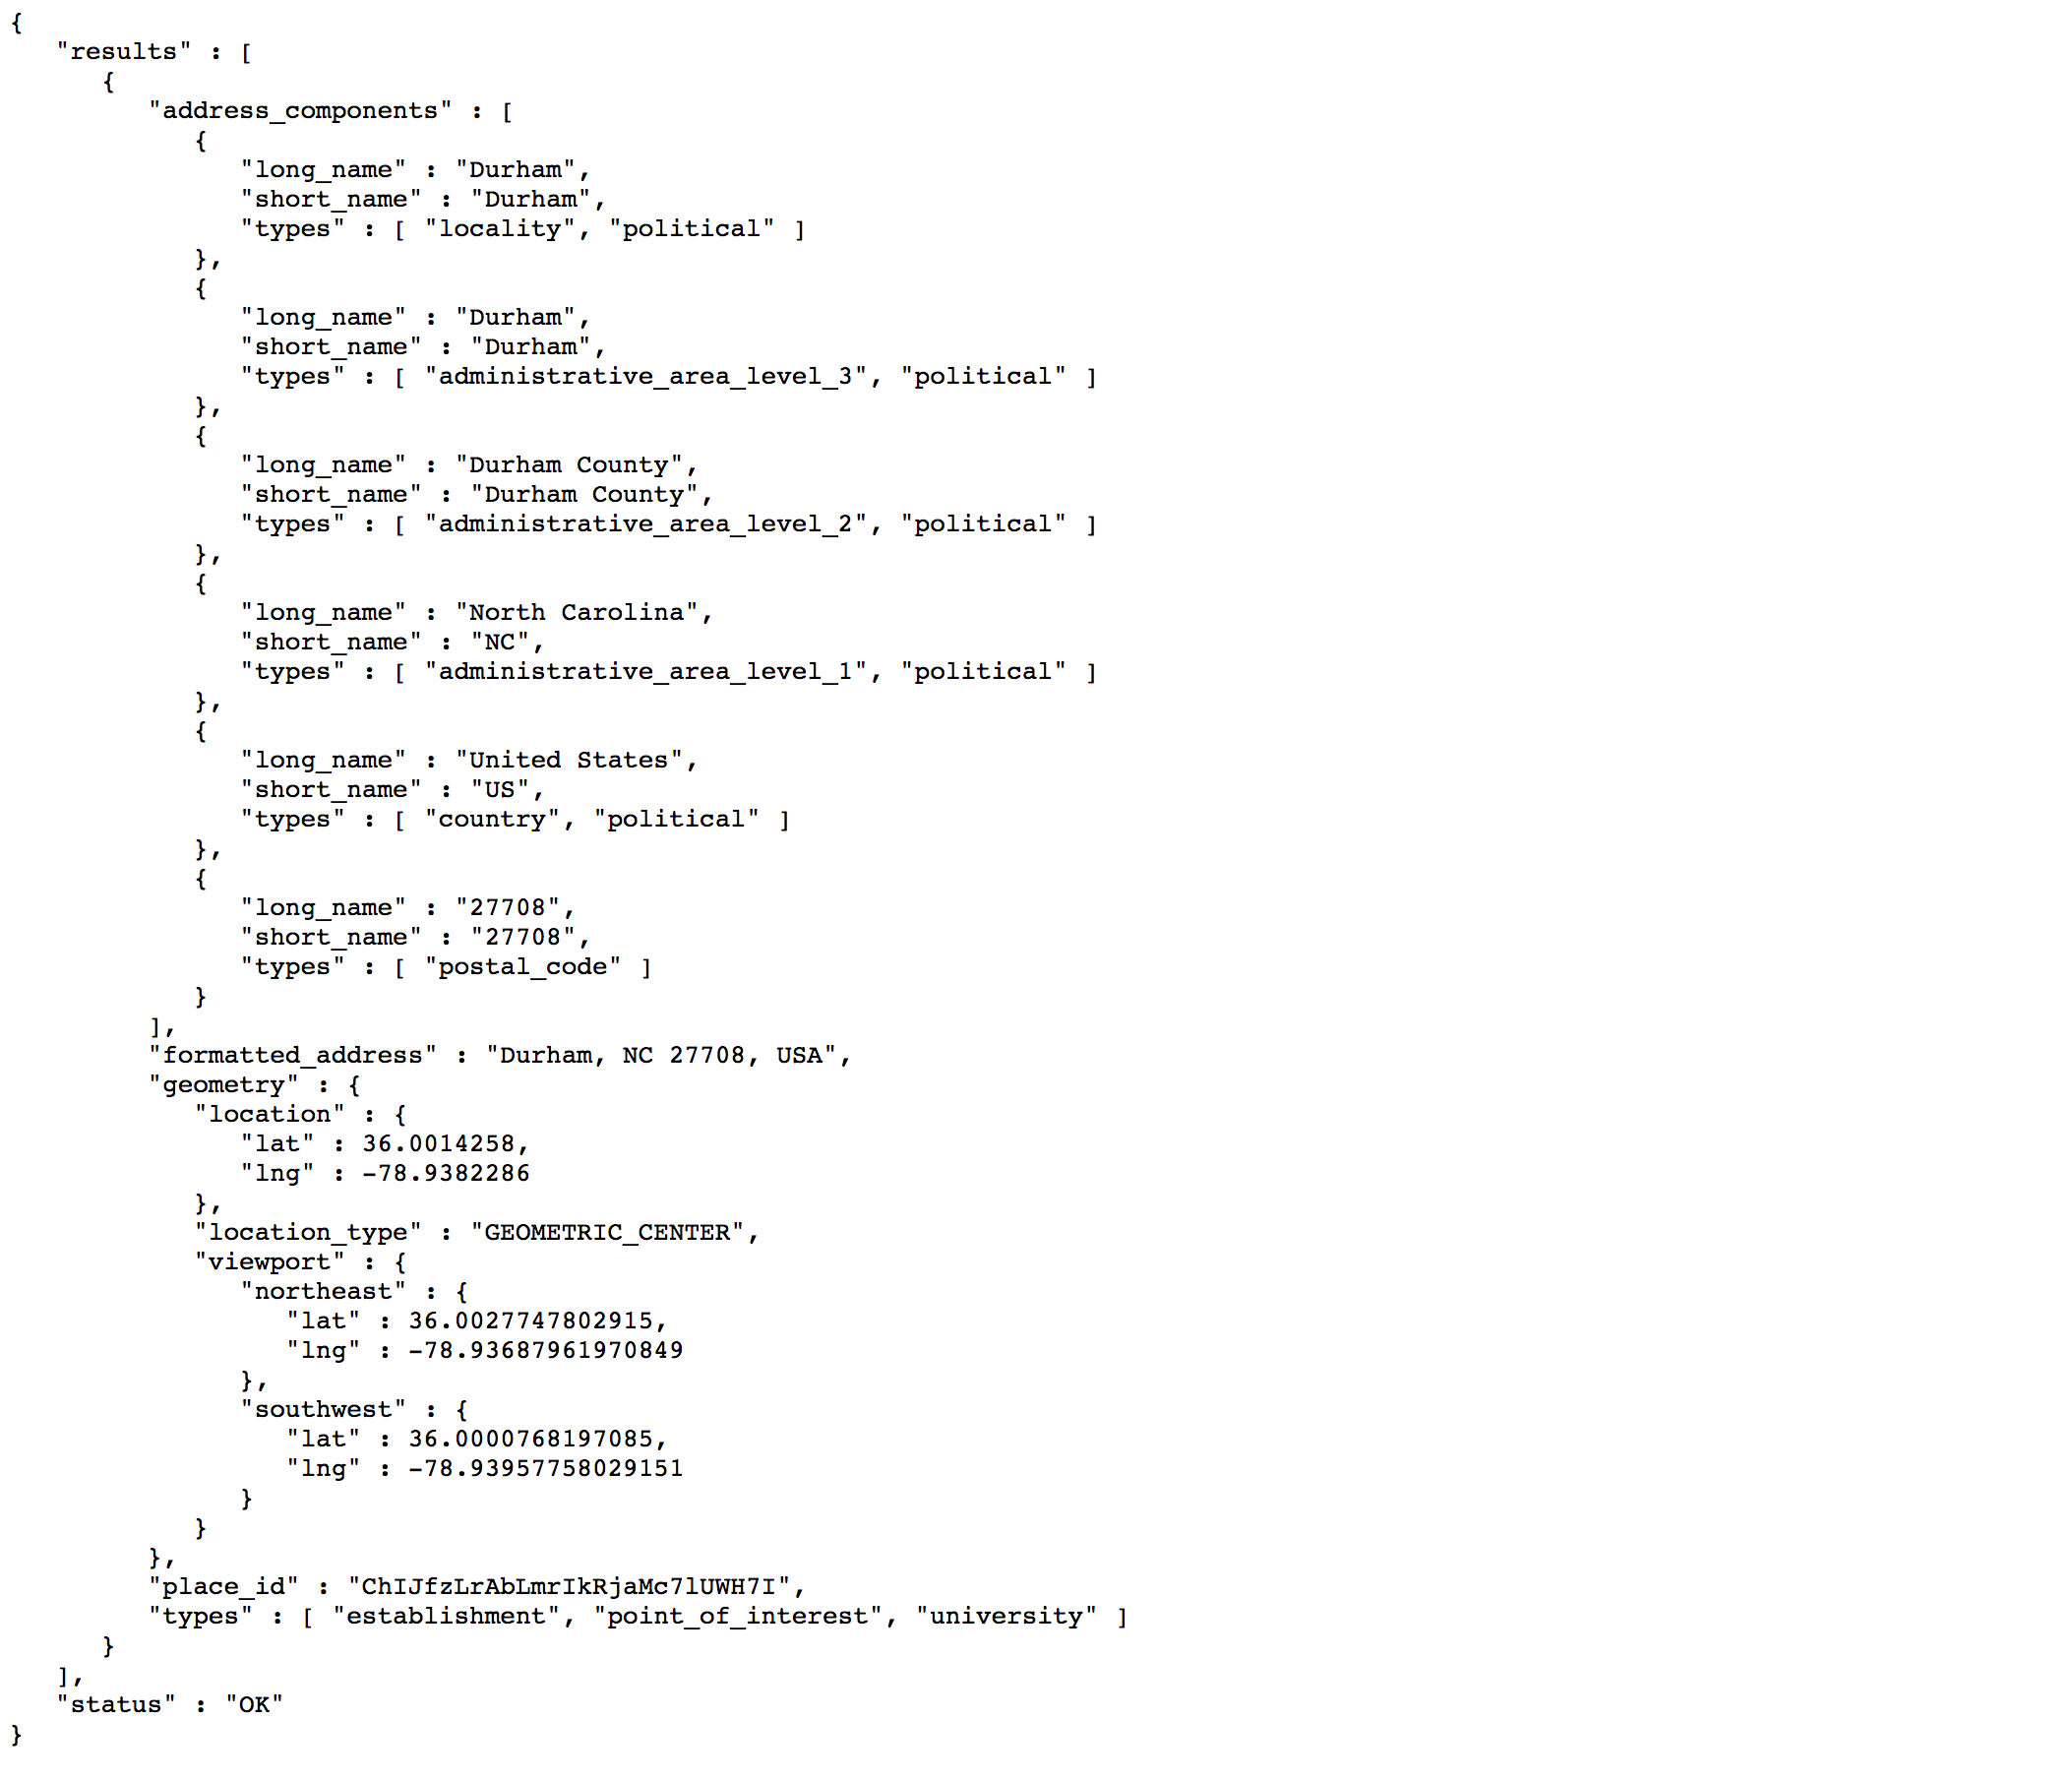 {
   "results" : [
      {
         "address_components" : [
            {
               "long_name" : "Durham",
               "short_name" : "Durham",
               "types" : [ "locality", "political" ]
            },
            {
               "long_name" : "Durham",
               "short_name" : "Durham",
               "types" : [ "administrative_area_level_3", "political" ]
            },
            {
               "long_name" : "Durham County",
               "short_name" : "Durham County",
               "types" : [ "administrative_area_level_2", "political" ]
            },
            {
               "long_name" : "North Carolina",
               "short_name" : "NC",
               "types" : [ "administrative_area_level_1", "political" ]
            },
            {
               "long_name" : "United States",
               "short_name" : "US",
               "types" : [ "country", "political" ]
            },
            {
               "long_name" : "27708",
               "short_name" : "27708",
               "types" : [ "postal_code" ]
            }
         ],
         "formatted_address" : "Durham, NC 27708, USA",
         "geometry" : {
            "location" : {
               "lat" : 36.0014258,
               "lng" : -78.9382286
            },
            "location_type" : "GEOMETRIC_CENTER",
            "viewport" : {
               "northeast" : {
                  "lat" : 36.0027747802915,
                  "lng" : -78.93687961970849
               },
               "southwest" : {
                  "lat" : 36.0000768197085,
                  "lng" : -78.93957758029151
               }
            }
         },
         "place_id" : "ChIJfzLrAbLmrIkRjaMc7lUWH7I",
         "types" : [ "establishment", "point_of_interest", "university" ]
      }
   ],
   "status" : "OK"
}